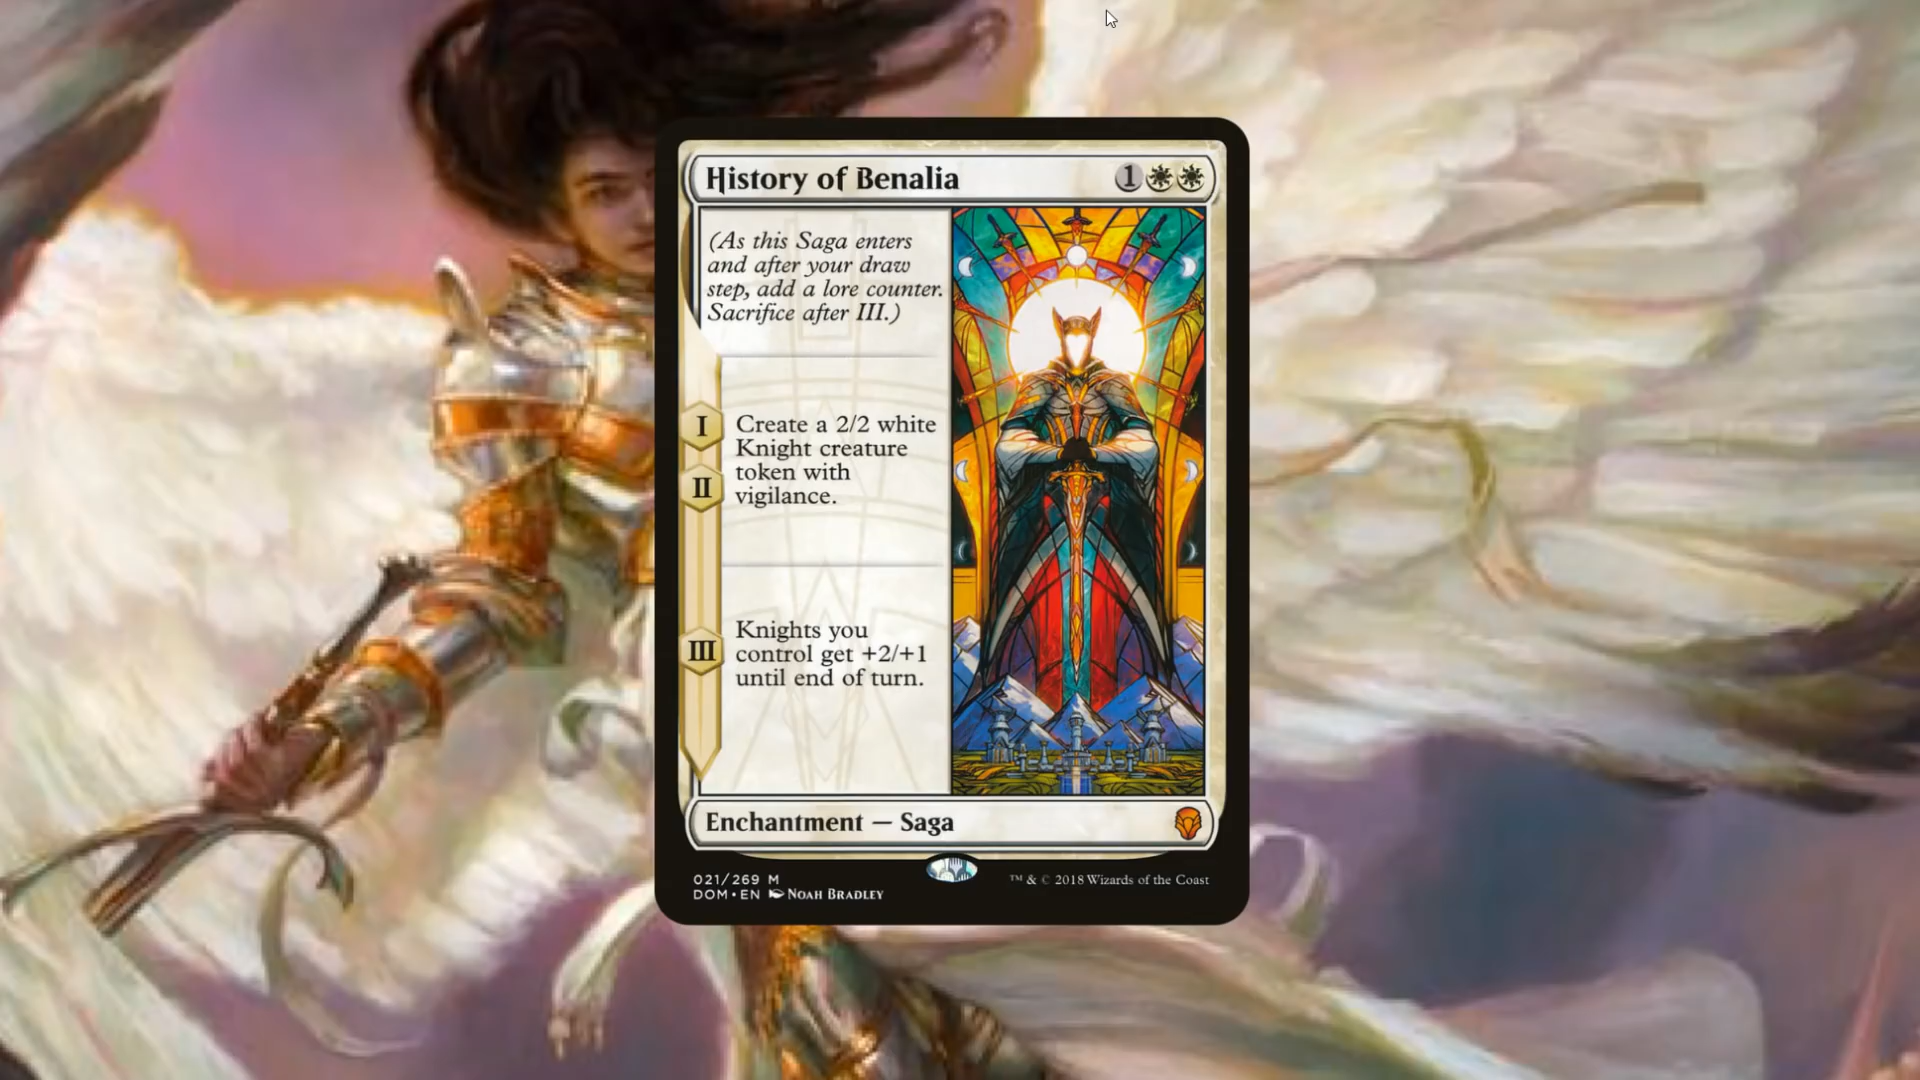 History of Benalia 1
(As this Saga enters
and after your draw
step, add a lore counter.
Sacrifice after III.)
I
Create a 2/2 white
Knight creature
token with
II
vigilance.
Knights you
III
control get +2/+1
until end of turn.
Enchantment — Saga
021/269 M
DOM • EN Noah Bradley
™ & © 2018 Wizards of the Coast